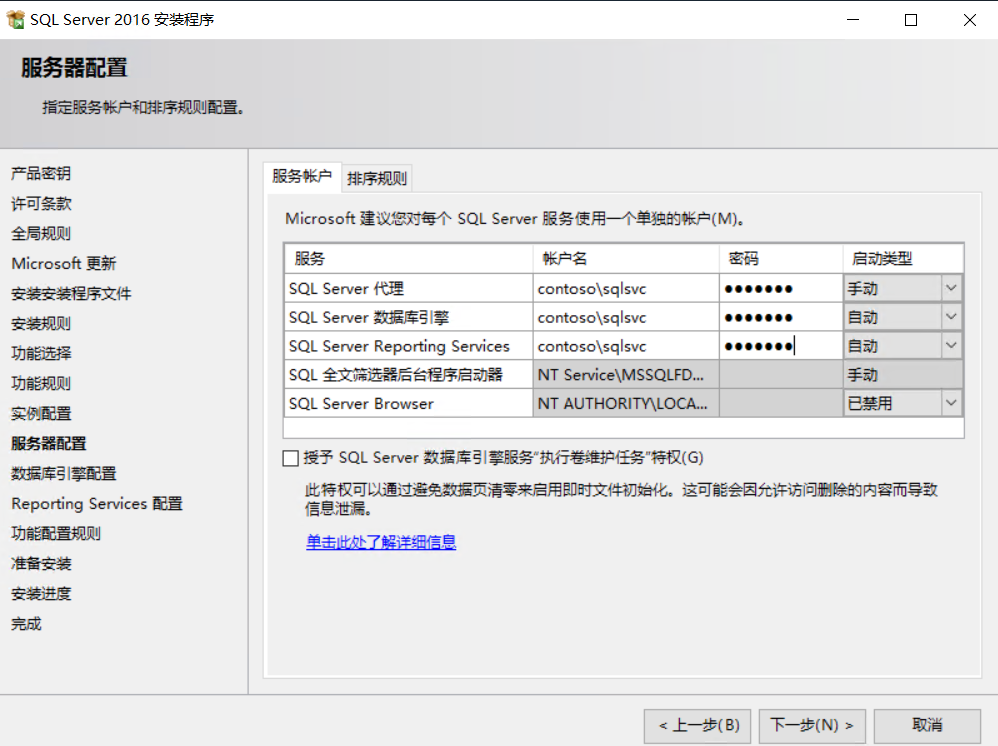 SQL Server 2016 安装程序
服务器配置
指定服务帐户和排序规则配置。
产品密钥
许可条款
全局规则
Microsoft 更新
安装安装程序文件
安装规则
功能选择
功能规则
实例配置
服务器配置
数据库引擎配置
Reporting Services 配置
功能配置规则
准备安装
安装进度
完成
服务帐户 排序规则
Microsoft 建议您对每个 SQL Server 服务使用一个单独的帐户(M)。
服务 帐户名 密码 启动类型
SQL Server 代理 contoso\sqlsvc ●●●●●●● 手动
SQL Server 数据库引擎 contoso\sqlsvc ●●●●●●● 自动
SQL Server Reporting Services contoso\sqlsvc ●●●●●●● 自动
SQL 全文筛选器后台程序启动器 NT Service\MSSQLFD... 手动
SQL Server Browser NT AUTHORITY\LOCA... 已禁用
授予 SQL Server 数据库引擎服务“执行卷维护任务”特权(G)
此特权可以通过避免数据页清零来启用即时文件初始化。这可能会因允许访问删除的内容而导致
信息泄漏。
单击此处了解详细信息
< 上一步(B) 下一步(N) > 取消